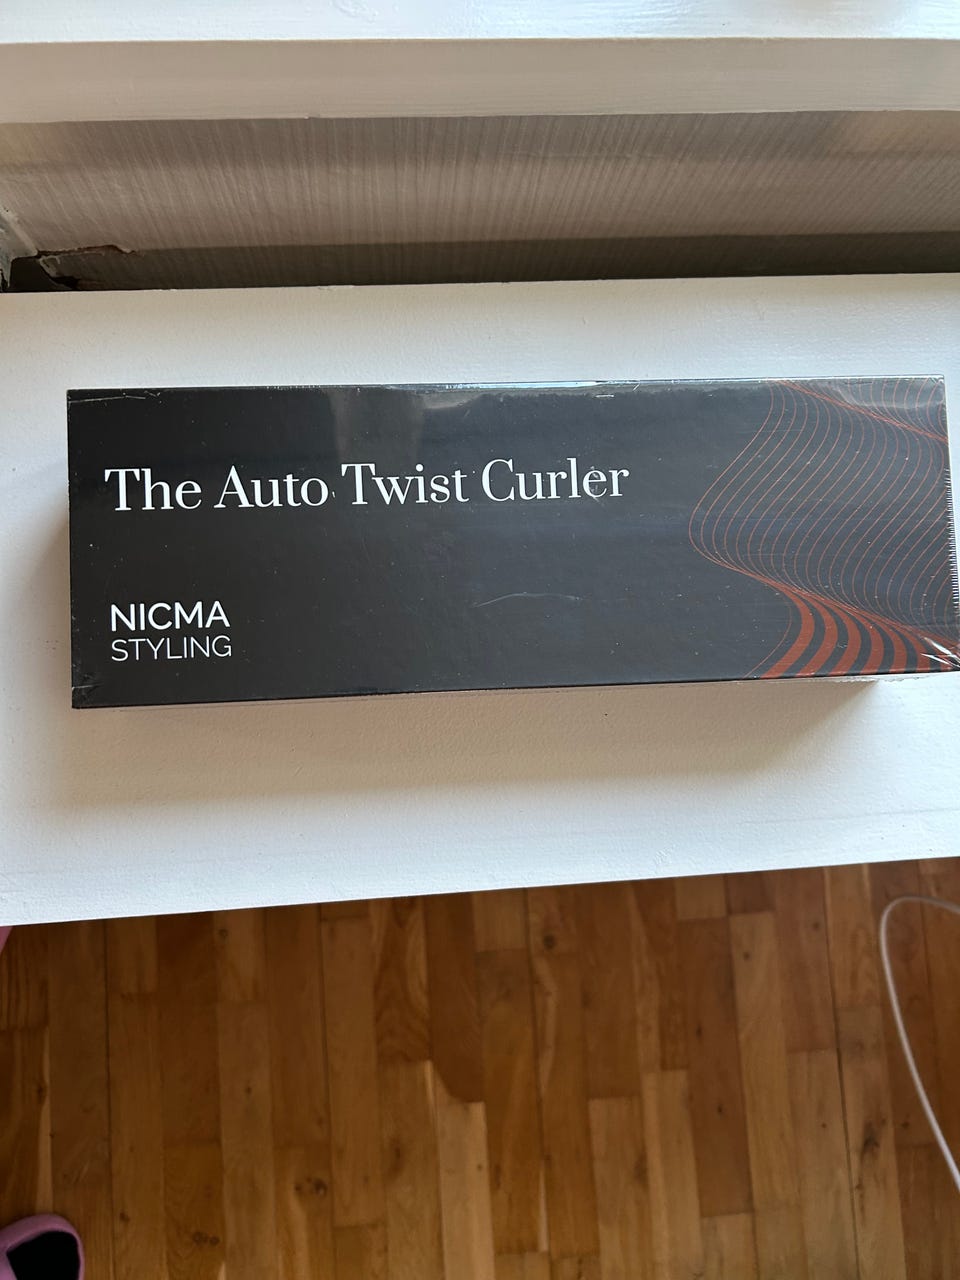 The Auto Twist Curler
NICMA
STYLING